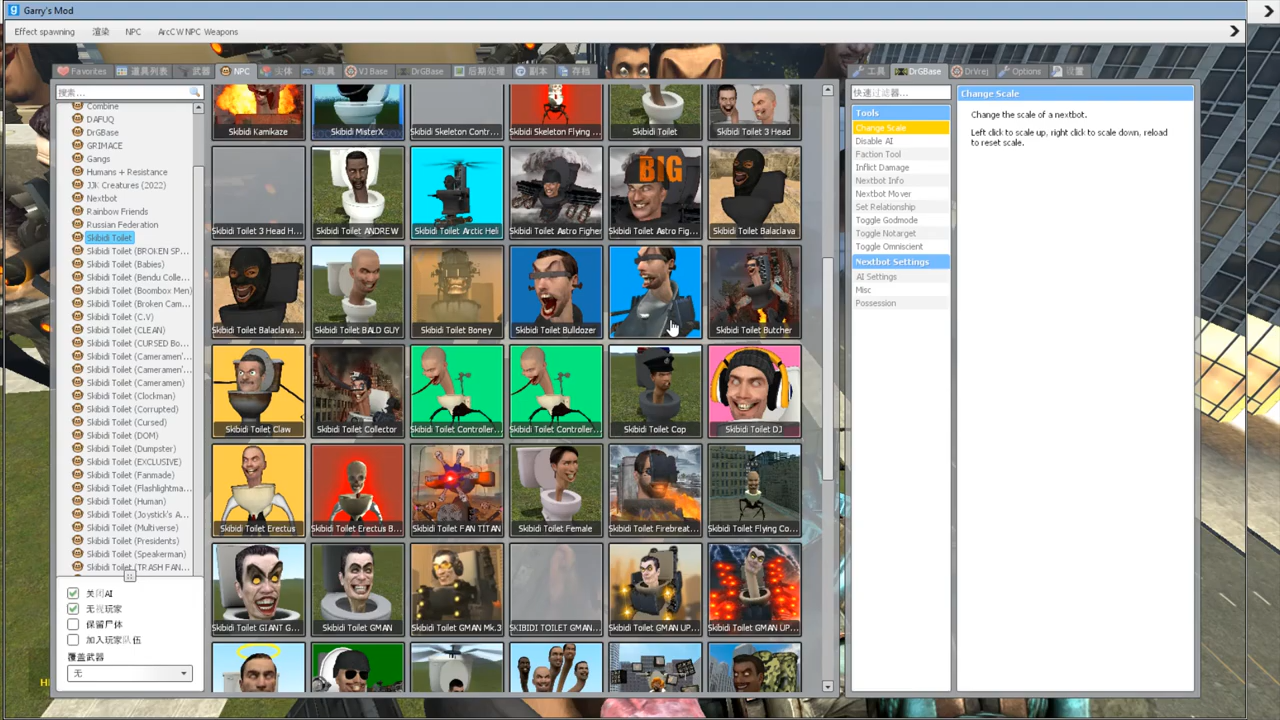 Garry's Mod
Effect spawning 渲染 NPC ArcCW NPC Weapons
Favorites 道具列表 武器 NPC 实体 载具 VJ Base DrGBase 后期处理 副本 存档
工具 DrGBase DrVrej Options 设置
搜索...
Combine
DAFUQ
DrGBase
GRIMACE
Gangs
Humans + Resistance
JJK Creatures (2022)
Nextbot
Rainbow Friends
Russian Federation
Skibidi Toilet
Skibidi Toilet (BROKEN SP...
Skibidi Toilet (Babies)
Skibidi Toilet (Bendu Colle...
Skibidi Toilet (Boombox Men)
Skibidi Toilet (Broken Cam...
Skibidi Toilet (C.V)
Skibidi Toilet (CLEAN)
Skibidi Toilet (CURSED Bo...
Skibidi Toilet (Cameramen'...
Skibidi Toilet (Cameramen'...
Skibidi Toilet (Cameramen)
Skibidi Toilet (Clockman)
Skibidi Toilet (Corrupted)
Skibidi Toilet (Cursed)
Skibidi Toilet (DOM)
Skibidi Toilet (Dumpster)
Skibidi Toilet (EXCLUSIVE)
Skibidi Toilet (Fanmade)
Skibidi Toilet (Flashlightma...
Skibidi Toilet (Human)
Skibidi Toilet (Joystick's A...
Skibidi Toilet (Multiverse)
Skibidi Toilet (Presidents)
Skibidi Toilet (Speakerman)
Skibidi Toilet (TRASH FAN...
关闭AI
无视玩家
保留尸体
加入玩家队伍
覆盖武器
无
Skibidi Kamikaze Skibidi MisterX Skibidi Skeleton Contr... Skibidi Skeleton Flying ... Skibidi Toilet Skibidi Toilet 3 Head
BIG
Skibidi Toilet 3 Head H... Skibidi Toilet ANDREW Skibidi Toilet Arctic Heli Skibidi Toilet Astro Figher Skibidi Toilet Astro Fig... Skibidi Toilet Balaclava
Skibidi Toilet Balaclava... Skibidi Toilet BALD GUY Skibidi Toilet Boney Skibidi Toilet Bulldozer Skibidi Toilet Butcher
Skibidi Toilet Claw Skibidi Toilet Collector Skibidi Toilet Controller... Skibidi Toilet Controller... Skibidi Toilet Cop Skibidi Toilet DJ
Skibidi Toilet Erectus Skibidi Toilet Erectus B... Skibidi Toilet FAN TITAN Skibidi Toilet Female Skibidi Toilet Firebreat... Skibidi Toilet Flying Co...
Skibidi Toilet GIANT G... Skibidi Toilet GMAN Skibidi Toilet GMAN Mk.3 SKIBIDI TOILET GMAN... Skibidi Toilet GMAN UP... Skibidi Toilet GMAN UP...
快速过滤器...
Tools
Change Scale
Disable AI
Faction Tool
Inflict Damage
Nextbot Info
Nextbot Mover
Set Relationship
Toggle Godmode
Toggle Notarget
Toggle Omniscient
Nextbot Settings
AI Settings
Misc
Possession
Change Scale
Change the scale of a nextbot.
Left click to scale up, right click to scale down, reload
to reset scale.